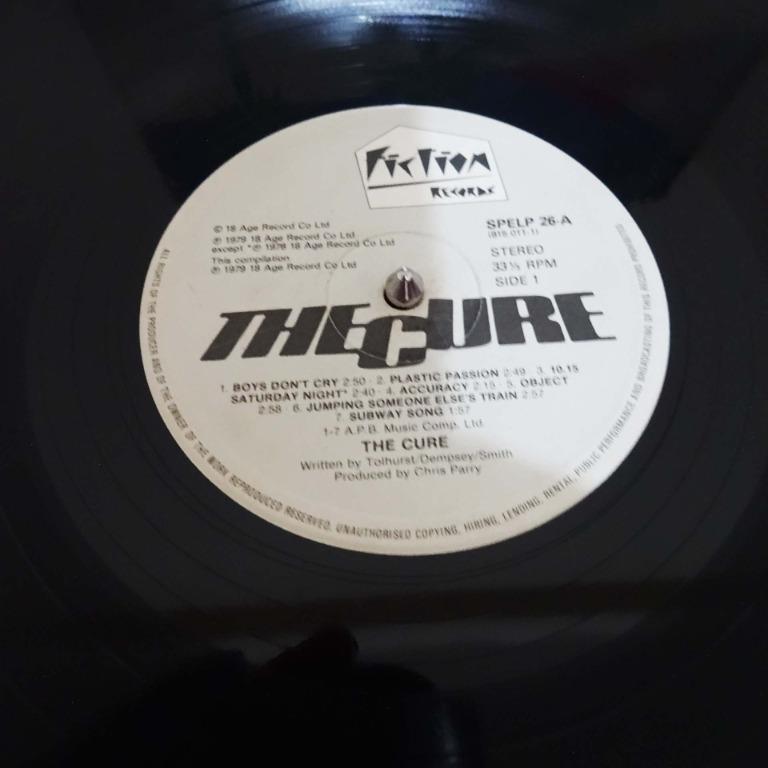 Fiction
Records
© 18 Age Record Co Ltd
℗ 1979 18 Age Record Co Ltd
except *℗ 1978 18 Age Record Co Ltd
This compilation
℗ 1979 18 Age Record Co Ltd
SPELP 26-A
(815 011-1)
STEREO
33⅓ RPM
SIDE 1
THE CURE
1. BOYS DON'T CRY 2:50 · 2. PLASTIC PASSION 2:49 · 3. 10.15
SATURDAY NIGHT* 2:40 · 4. ACCURACY 2:15 · 5. OBJECT
2:58 · 6. JUMPING SOMEONE ELSE'S TRAIN 2:57
7. SUBWAY SONG 1:57
1-7 A.P.B. Music Comp. Ltd.
THE CURE
Written by Tolhurst/Dempsey/Smith
Produced by Chris Parry
ALL RIGHTS OF THE PRODUCER AND OF THE OWNER OF THE WORK REPRODUCED RESERVED. UNAUTHORISED COPYING, HIRING, LENDING, RENTAL, PUBLIC PERFORMANCE AND BROADCASTING OF THIS RECORD PROHIBITED